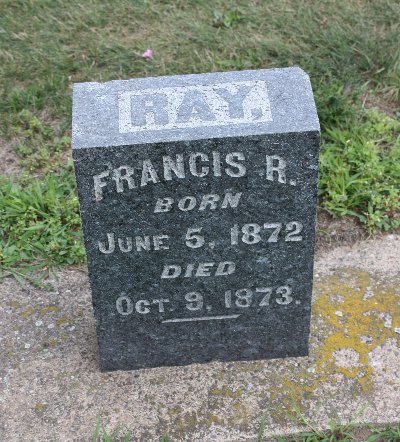 RAY,
FRANCIS R.
BORN
JUNE 5, 1872
DIED
OCT. 9, 1873.